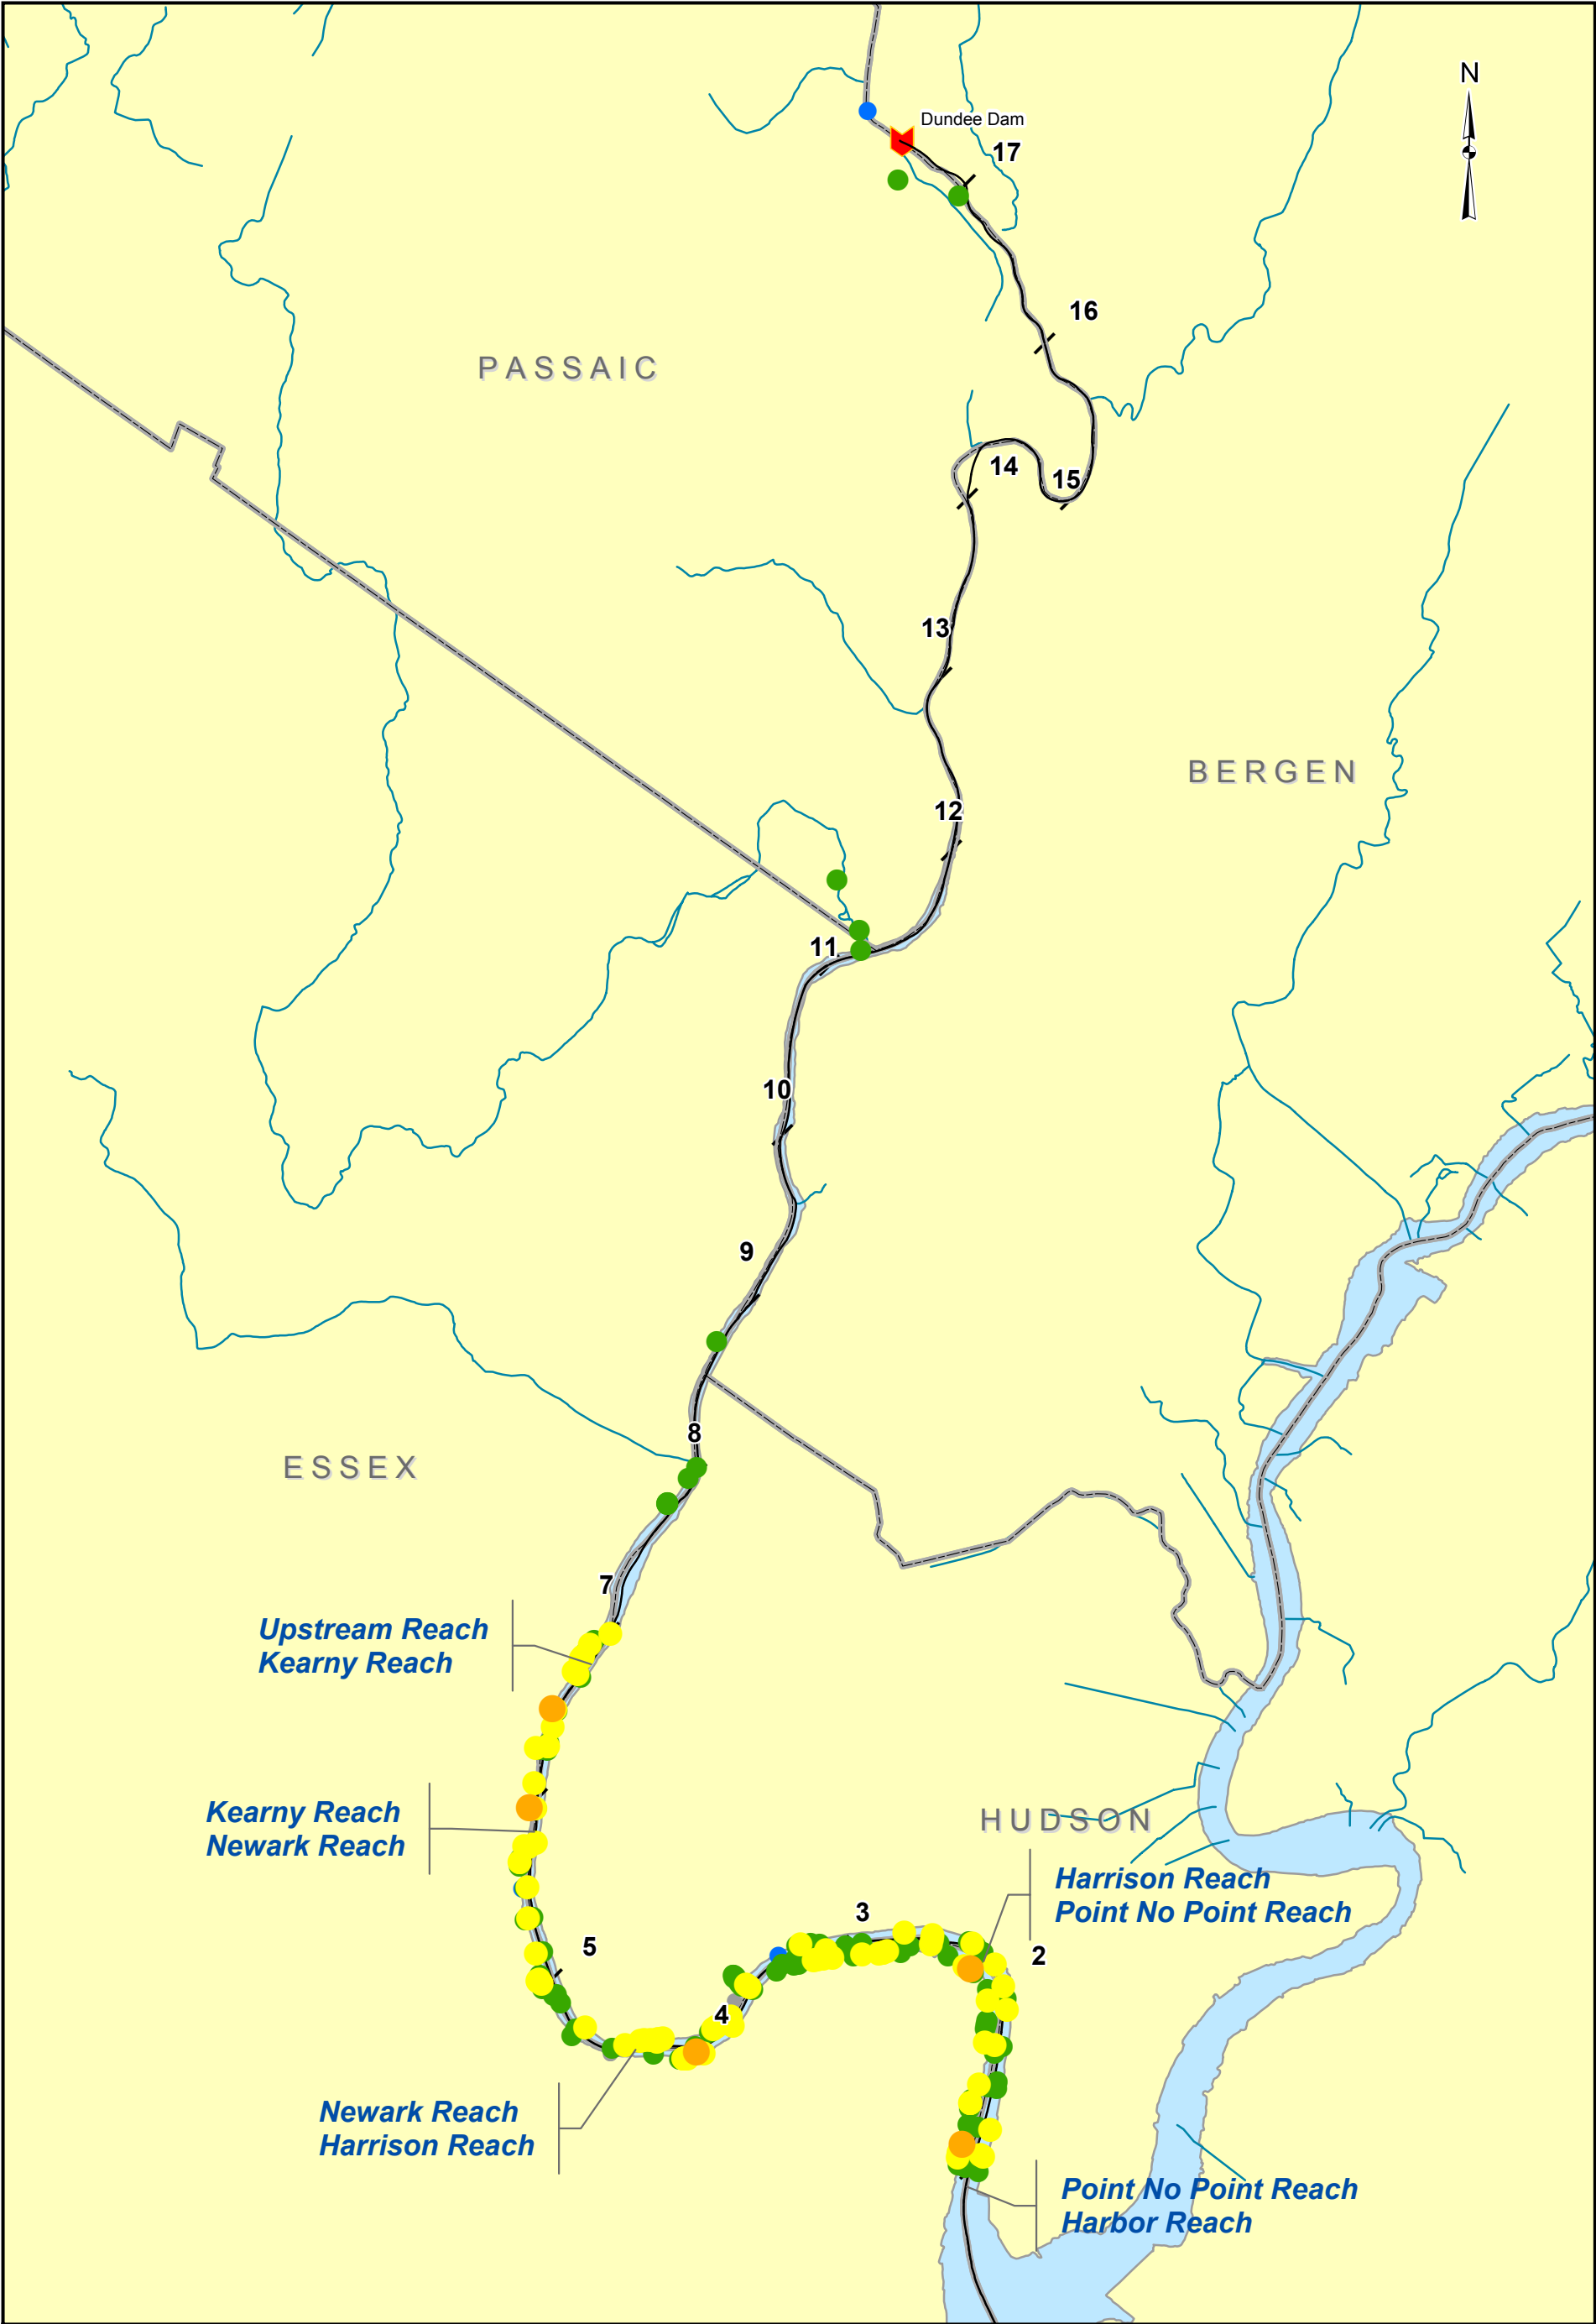 N
Dundee Dam
17
16
PASSAIC
14
15
13
BERGEN
12
11
10
9
8
ESSEX
7
Upstream Reach
Kearny Reach
Kearny Reach
Newark Reach
HUDSON
Harrison Reach
Point No Point Reach
3
5
2
4
Newark Reach
Harrison Reach
Point No Point Reach
Harbor Reach